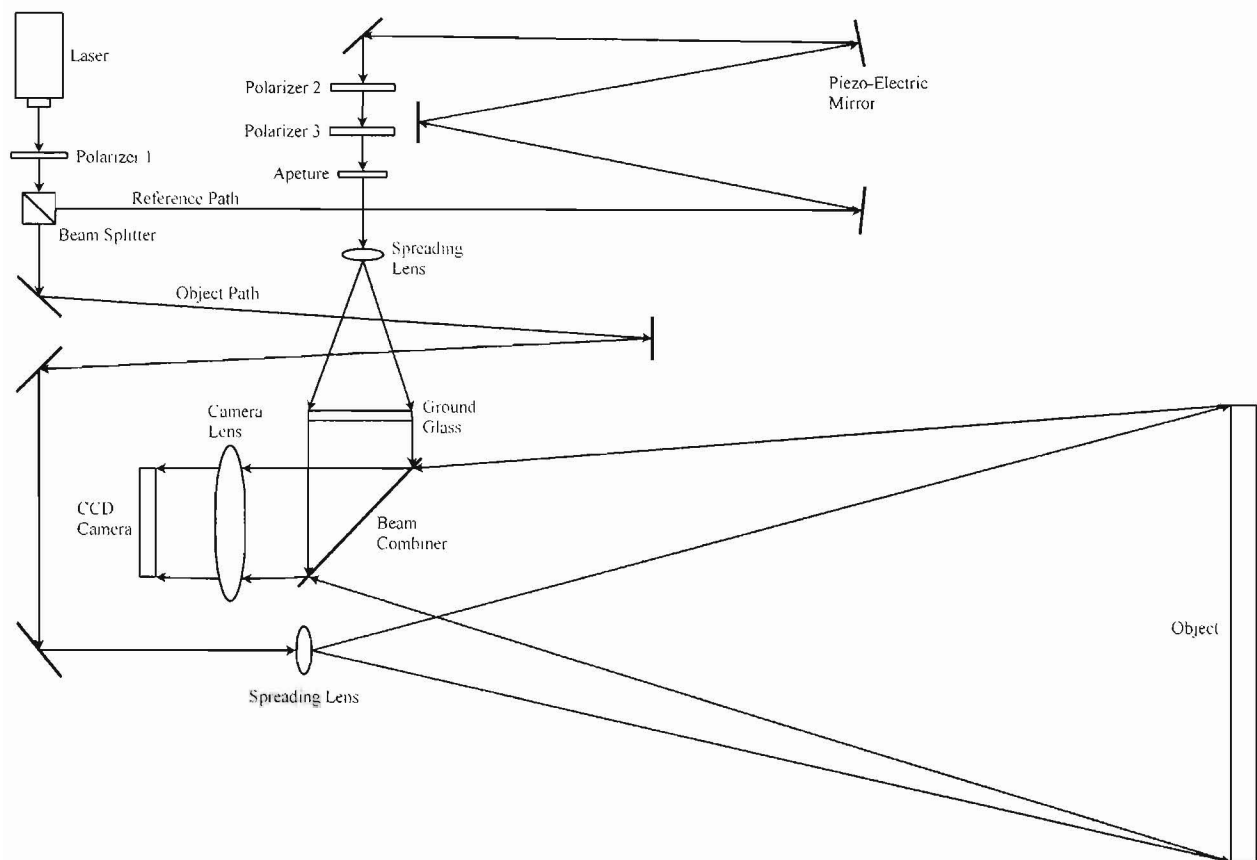 Laser
Polarizer 2
Piezo-Electric
Mirror
Polarizer 3
Polarizer 1
Apeture
Reference Path
Beam Splitter
Spreading
Lens
Object Path
Camera
Lens
Ground
Glass
CCD
Camera
Beam
Combiner
Object
Spreading Lens